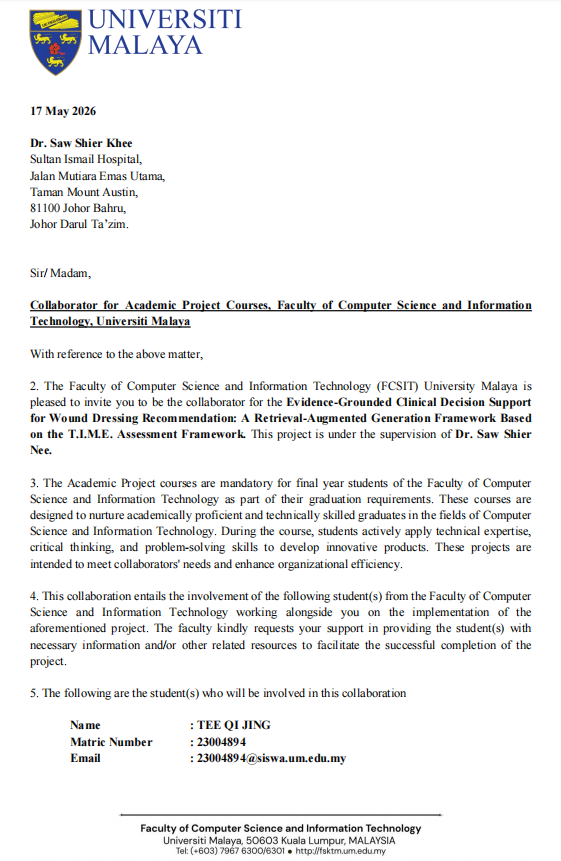 UNIVERSITI
MALAYA
17 May 2026
Dr. Saw Shier Khee
Sultan Ismail Hospital,
Jalan Mutiara Emas Utama,
Taman Mount Austin,
81100 Johor Bahru,
Johor Darul Ta’zim.
Sir/ Madam,
Collaborator for Academic Project Courses, Faculty of Computer Science and Information
Technology, Universiti Malaya
With reference to the above matter,
2. The Faculty of Computer Science and Information Technology (FCSIT) University Malaya is
pleased to invite you to be the collaborator for the Evidence-Grounded Clinical Decision Support
for Wound Dressing Recommendation: A Retrieval-Augmented Generation Framework Based
on the T.I.M.E. Assessment Framework. This project is under the supervision of Dr. Saw Shier
Nee.
3. The Academic Project courses are mandatory for final year students of the Faculty of Computer
Science and Information Technology as part of their graduation requirements. These courses are
designed to nurture academically proficient and technically skilled graduates in the fields of Computer
Science and Information Technology. During the course, students actively apply technical expertise,
critical thinking, and problem-solving skills to develop innovative products. These projects are
intended to meet collaborators' needs and enhance organizational efficiency.
4. This collaboration entails the involvement of the following student(s) from the Faculty of Computer
Science and Information Technology working alongside you on the implementation of the
aforementioned project. The faculty kindly requests your support in providing the student(s) with
necessary information and/or other related resources to facilitate the successful completion of the
project.
5. The following are the student(s) who will be involved in this collaboration
Name : TEE QI JING
Matric Number : 23004894
Email : 23004894@siswa.um.edu.my
Faculty of Computer Science and Information Technology
Universiti Malaya, 50603 Kuala Lumpur, MALAYSIA
Tel: (+603) 7967 6300/6301 ● http://fsktm.um.edu.my